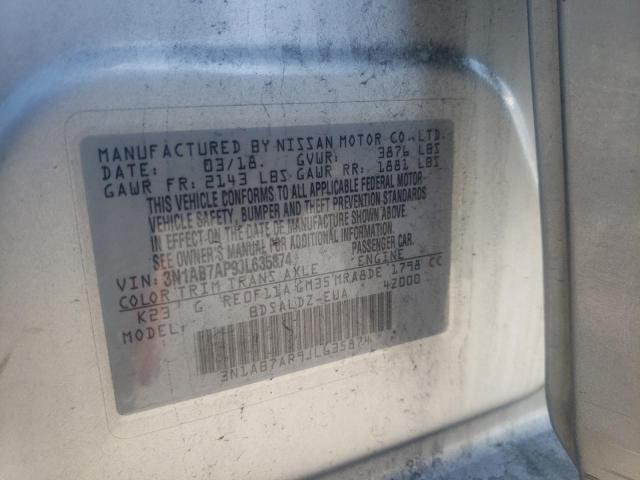 MANUFACTURED BY NISSAN MOTOR CO., LTD.
DATE: 03/18. GVWR: 3876 LBS
GAWR FR: 2143 LBS GAWR RR: 1881 LBS
THIS VEHICLE CONFORMS TO ALL APPLICABLE FEDERAL MOTOR
VEHICLE SAFETY, BUMPER AND THEFT PREVENTION STANDARDS
IN EFFECT ON THE DATE OF MANUFACTURE SHOWN ABOVE.
SEE OWNER'S MANUAL FOR ADDITIONAL INFORMATION.
VIN: 3N1AB7AP9JL635874 PASSENGER CAR.
COLOR TRIM TRANS AXLE ENGINE
K23 G RE0F11A GM35 MRA8DE 1798 CC
MODEL: BDSALDZ-EUA 42000
3N1AB7AR9JL635874